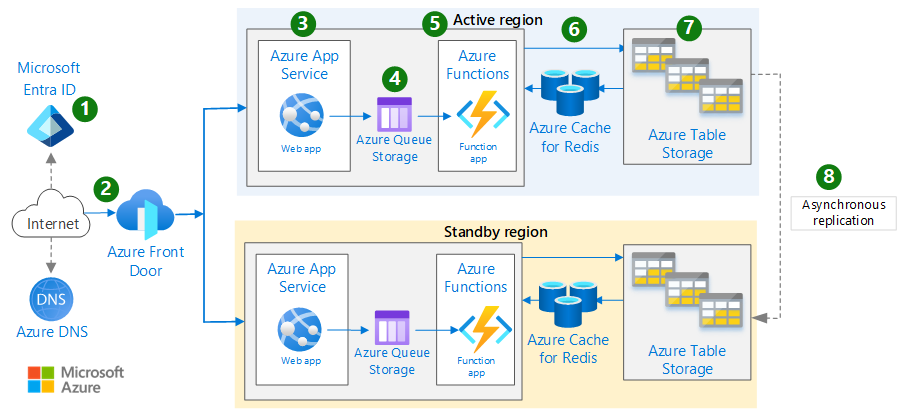 Active region
3
5
6
7
Azure App
Service
Azure
Functions
4
Web app
Azure Queue
Storage
Function
app
Azure Cache
for Redis
Azure Table
Storage
Microsoft
Entra ID
1
2
Internet
Azure Front
Door
DNS
Azure DNS
8
Asynchronous
replication
Standby region
Azure App
Service
Azure
Functions
Web app
Azure Queue
Storage
Function
app
Azure Cache
for Redis
Azure Table
Storage
Microsoft
Azure